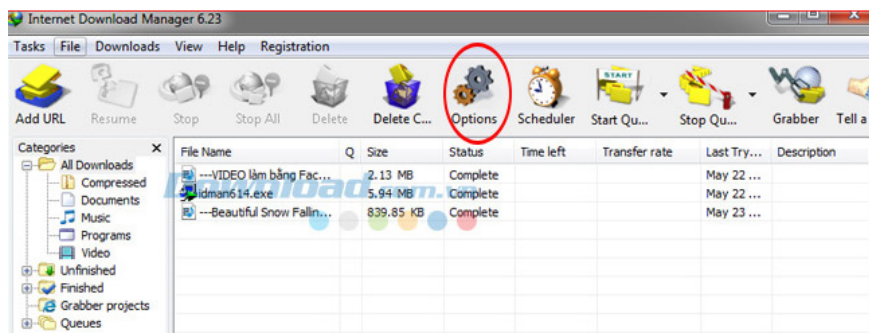 Internet Download Manager 6.23
Tasks File Downloads View Help Registration
Add URL Resume Stop Stop All Delete Delete C... Options Scheduler Start Qu... Stop Qu... Grabber Tell a
START
Categories
File Name Q Size Status Time left Transfer rate Last Try... Description
All Downloads
Compressed
Documents
Music
Programs
Video
Unfinished
Finished
Grabber projects
Queues
---VIDEO làm bằng Fac... 2.13 MB Complete May 22 ...
idman614.exe 5.94 MB Complete May 22 ...
---Beautiful Snow Fallin... 839.85 KB Complete May 23 ...
Download.com.vn